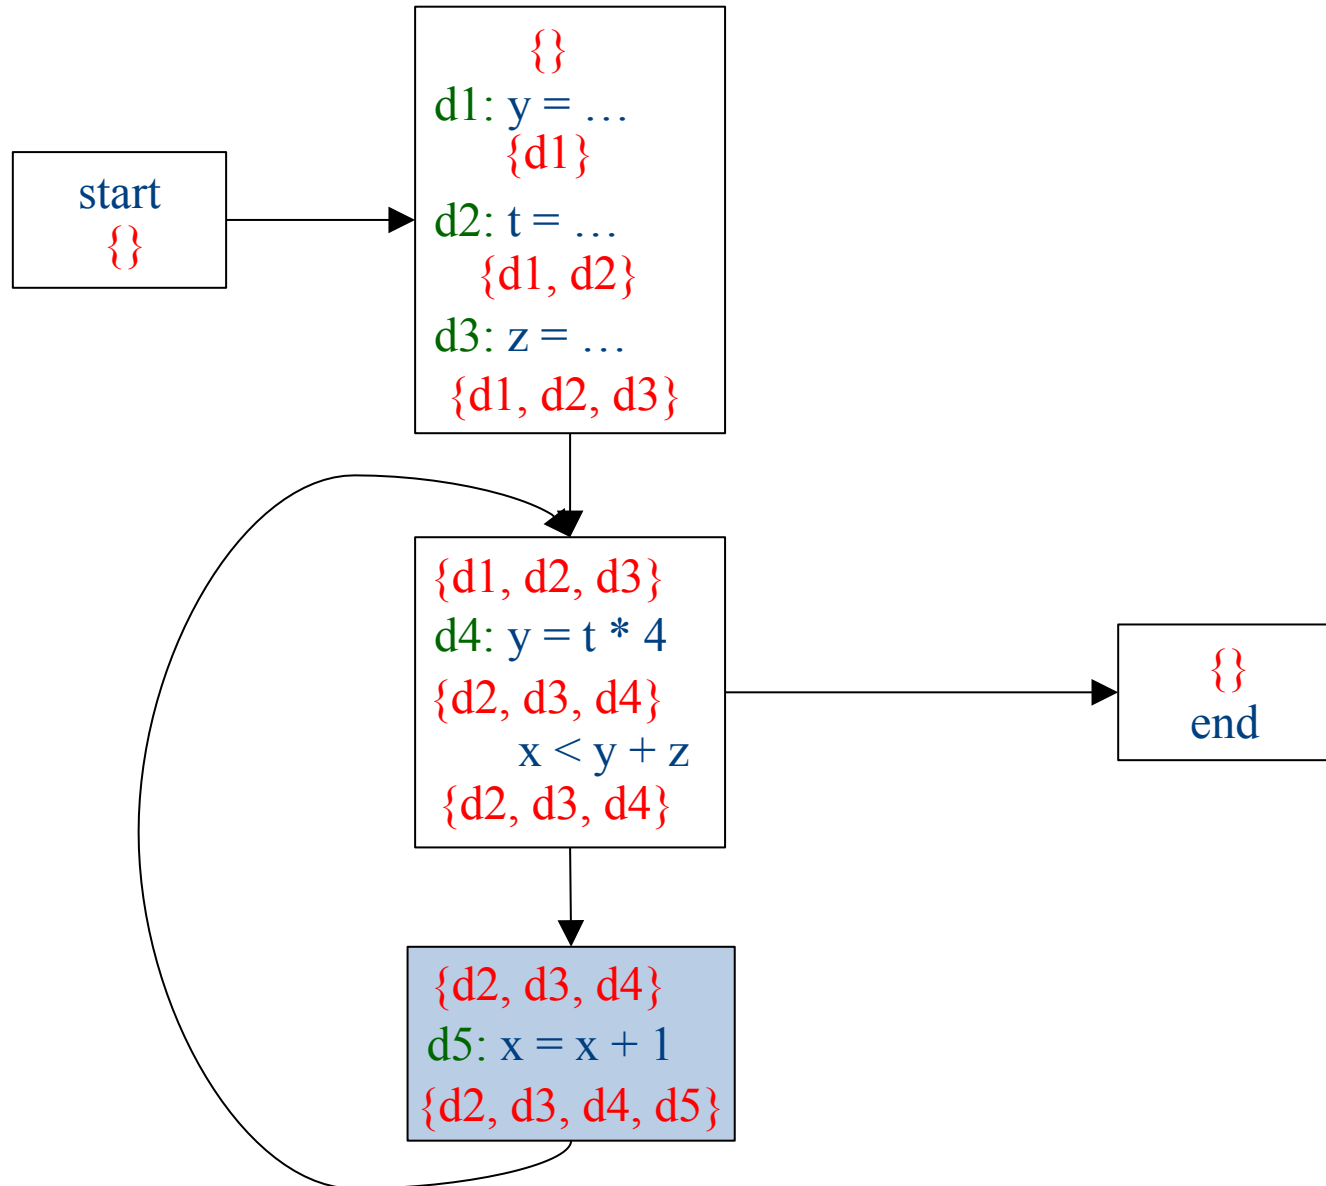 start
{}
{}
d1: y = …
{d1}
d2: t = …
{d1, d2}
d3: z = …
{d1, d2, d3}
{d1, d2, d3}
d4: y = t * 4
{d2, d3, d4}
x < y + z
{d2, d3, d4}
{}
end
{d2, d3, d4}
d5: x = x + 1
{d2, d3, d4, d5}